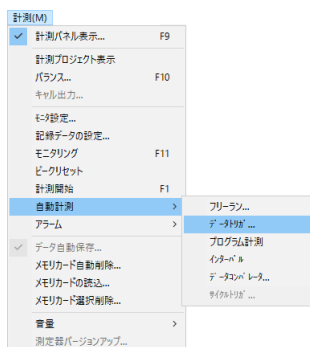 計測(M)
計測パネル表示... F9
計測プロジェクト表示
バランス... F10
キャル出力...
ﾓﾆﾀ設定...
記録データの設定...
モニタリング F11
ピークリセット
計測開始 F1
自動計測
アラーム
データ自動保存...
メモリカード自動削除...
メモリカードの読込...
メモリカード選択削除...
音量
測定器バージョンアップ...
フリーラン...
ﾃﾞｰﾀﾄﾘｶﾞ...
プログラム計測
ｲﾝﾀｰﾊﾞﾙ
ﾃﾞｰﾀｺﾝﾊﾟﾚｰﾀ...
ｻｲｸﾙﾄﾘｶﾞ...